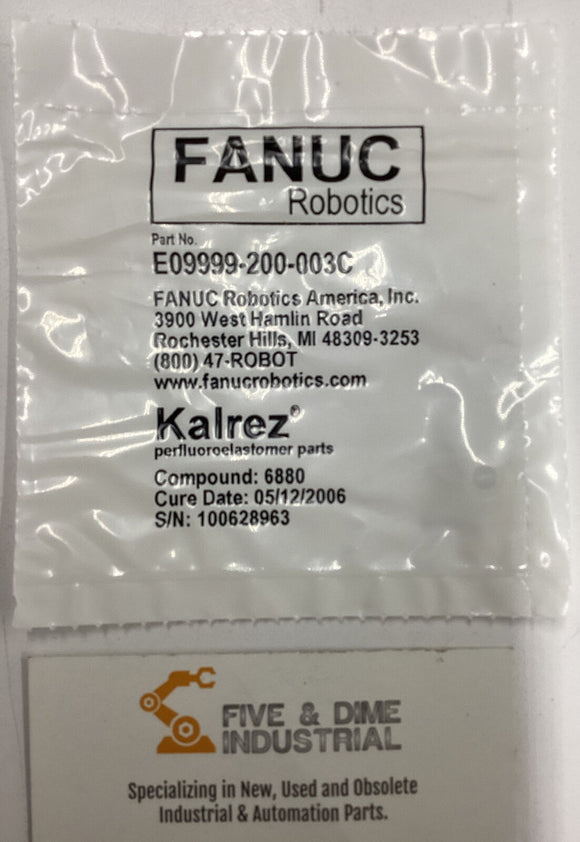 FANUC
Robotics
Part No.
E09999-200-003C
FANUC Robotics America, Inc.
3900 West Hamlin Road
Rochester Hills, MI 48309-3253
(800) 47-ROBOT
www.fanucrobotics.com
Kalrez®
perfluoroelastomer parts
Compound: 6880
Cure Date: 05/12/2006
S/N: 100628963
FIVE & DIME
INDUSTRIAL
Specializing in New, Used and Obsolete
Industrial & Automation Parts.